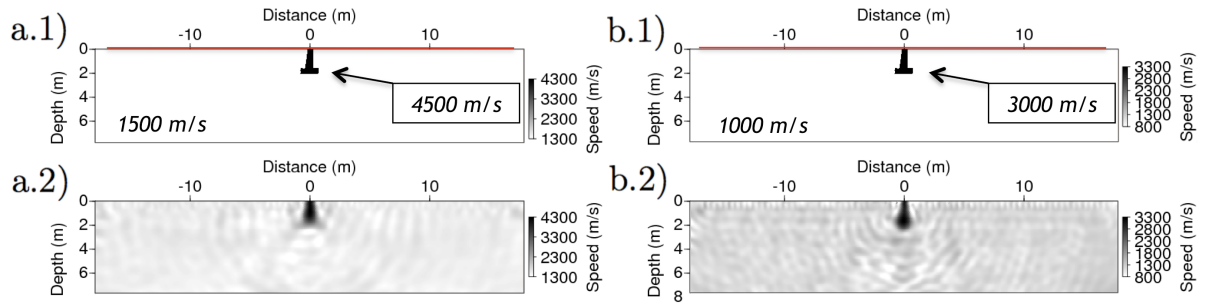 a.1)
Distance (m)
-10 0 10
0
2
4
6
Depth (m)
4500 m/s
1500 m/s
4300
3300
2300
1300
Speed (m/s)
b.1)
Distance (m)
-10 0 10
0
2
4
6
Depth (m)
3000 m/s
1000 m/s
3300
2800
2300
1800
1300
800
Speed (m/s)
a.2)
Distance (m)
-10 0 10
0
2
4
6
Depth (m)
4300
3300
2300
1300
Speed (m/s)
b.2)
Distance (m)
-10 0 10
0
2
4
6
8
Depth (m)
3300
2800
2300
1800
1300
800
Speed (m/s)